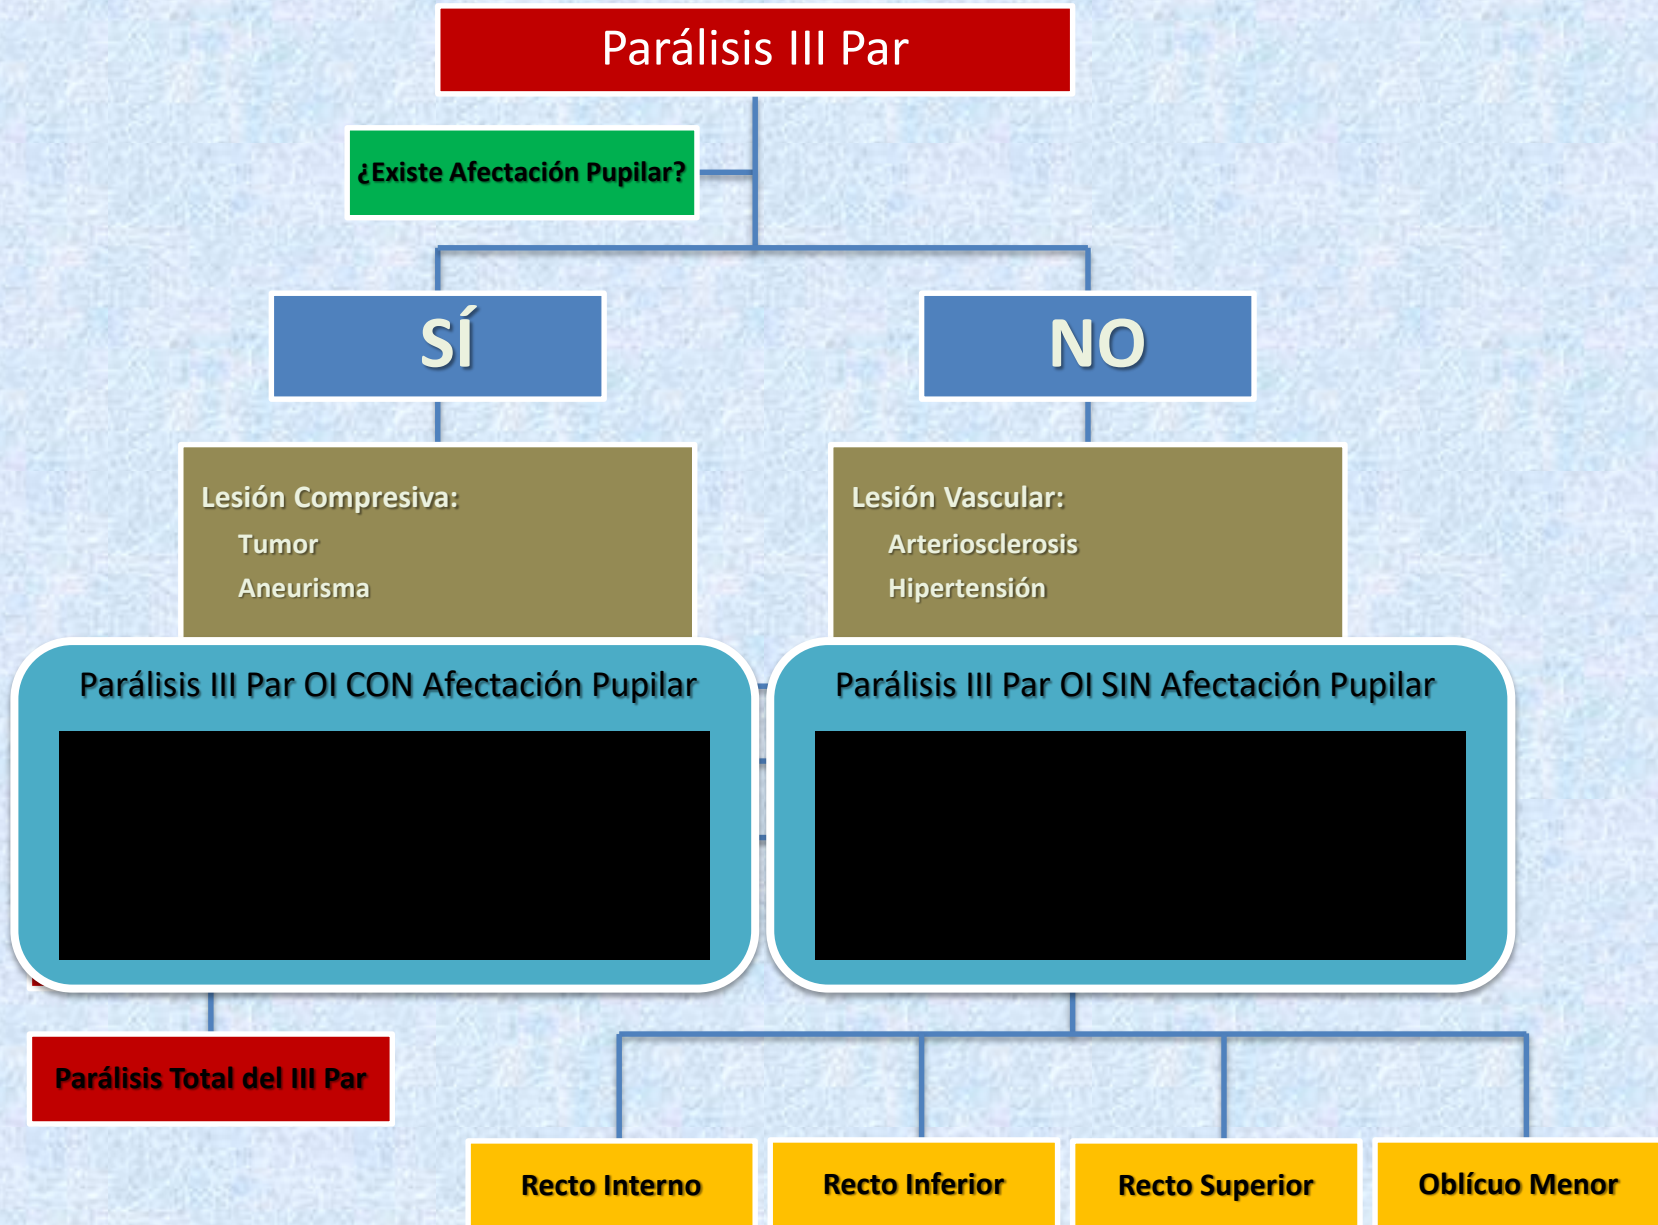 Parálisis III Par
¿Existe Afectación Pupilar?
SÍ
NO
Lesión Compresiva:
Tumor
Aneurisma
Lesión Vascular:
Arteriosclerosis
Hipertensión
Parálisis III Par OI CON Afectación Pupilar
Parálisis III Par OI SIN Afectación Pupilar
Parálisis Total del III Par
Recto Interno
Recto Inferior
Recto Superior
Oblícuo Menor